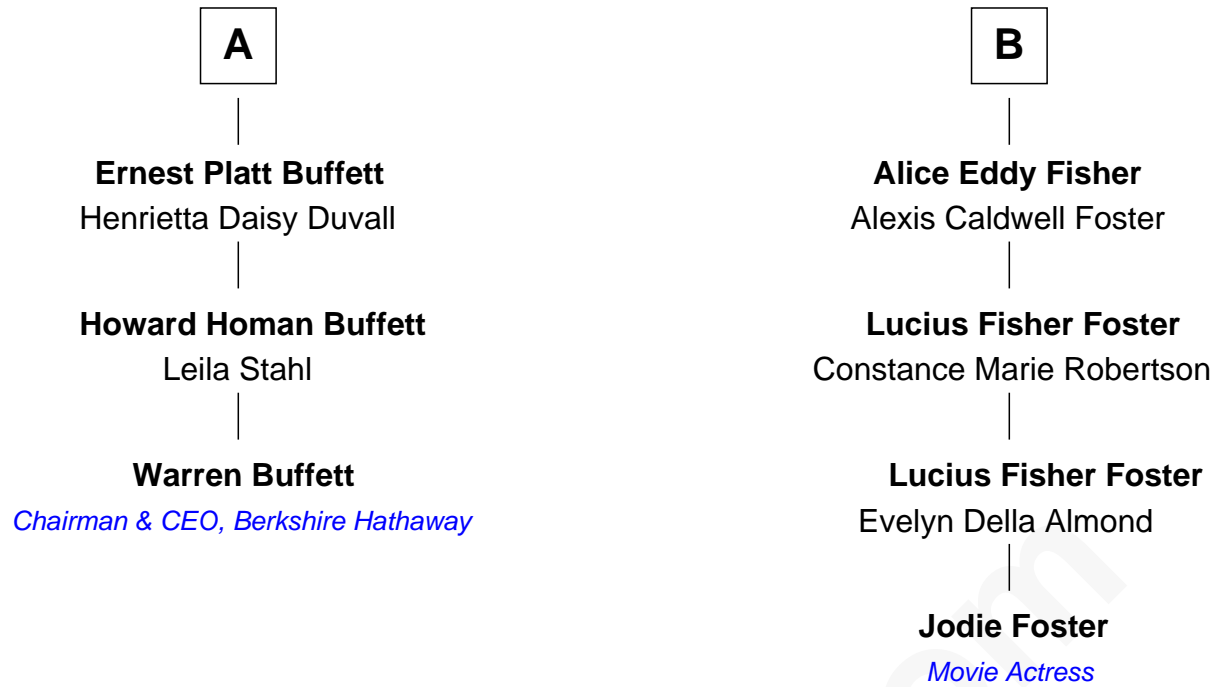 A
Ernest Platt Buffett
Henrietta Daisy Duvall
Howard Homan Buffett
Leila Stahl
Warren Buffett
Chairman & CEO, Berkshire Hathaway
B
Alice Eddy Fisher
Alexis Caldwell Foster
Lucius Fisher Foster
Constance Marie Robertson
Lucius Fisher Foster
Evelyn Della Almond
Jodie Foster
Movie Actress